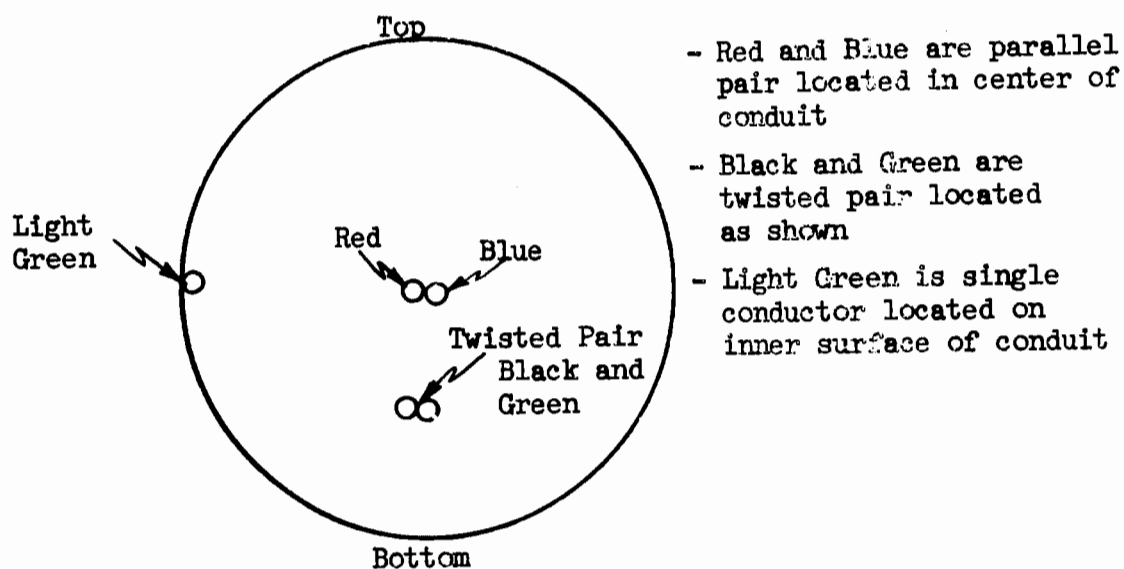 Top
- Red and Blue are parallel
pair located in center of
conduit
- Black and Green are
twisted pair located
as shown
- Light Green is single
conductor located on
inner surface of conduit
Light
Green
Red
Blue
Twisted Pair
Black and
Green
Bottom